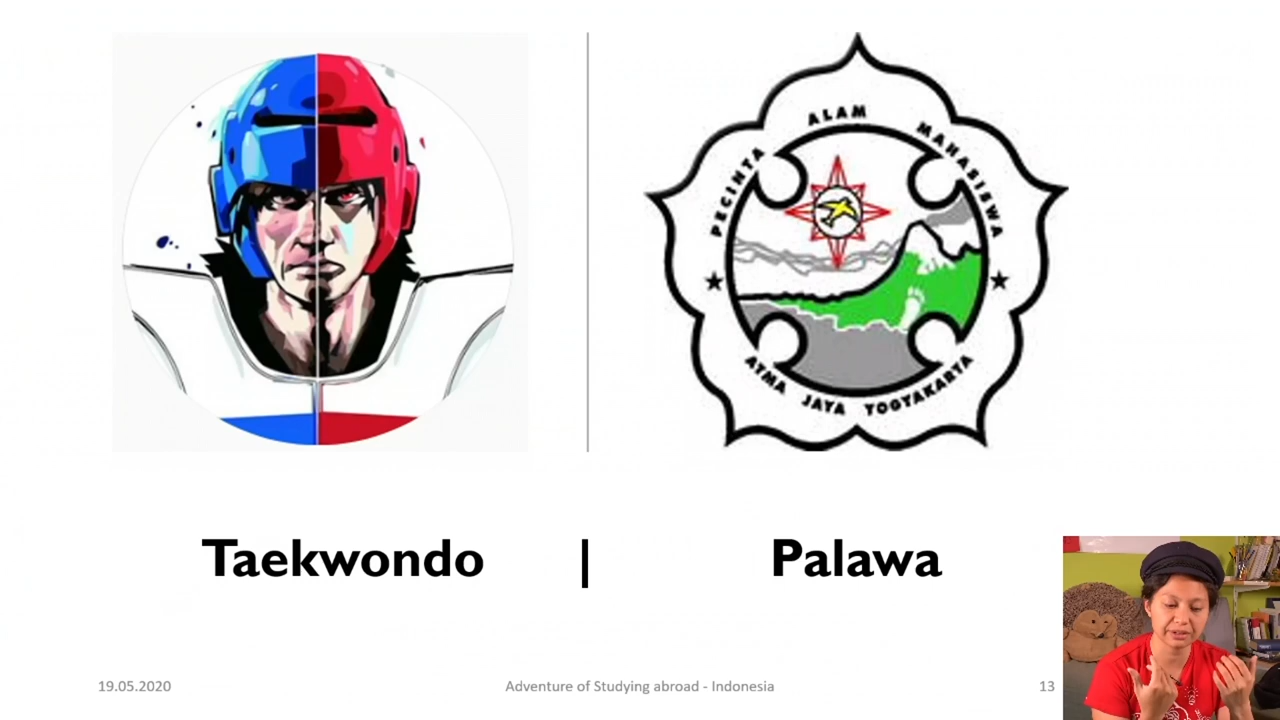 PECINTA ALAM MAHASISWA
ATMA JAYA YOGYAKARTA
Taekwondo | Palawa
19.05.2020 Adventure of Studying abroad - Indonesia 13